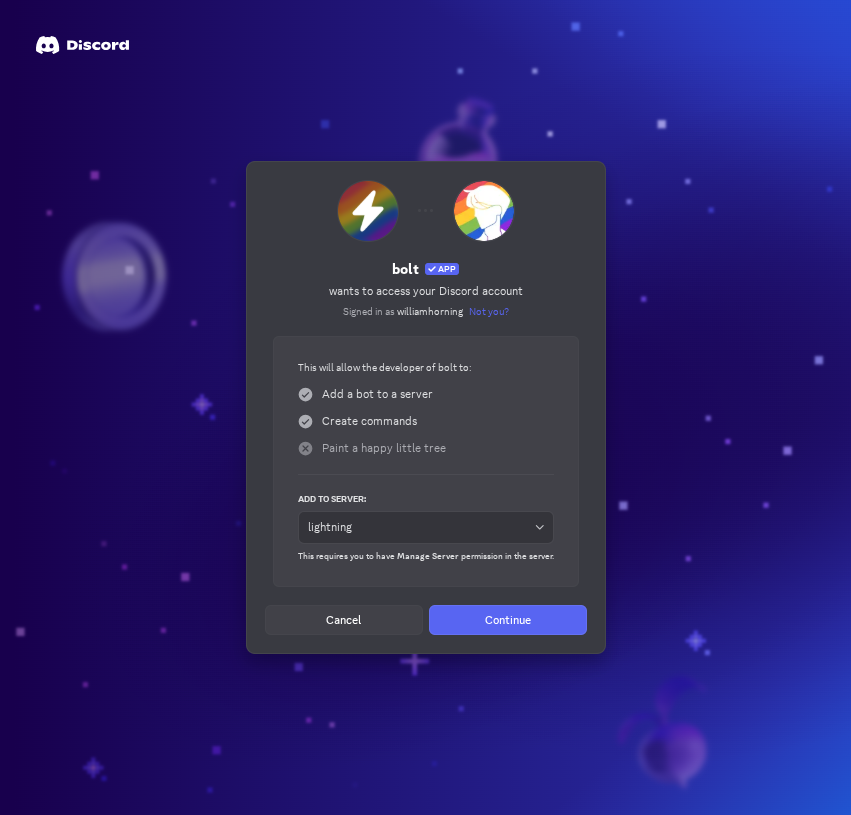 Discord
bolt APP
wants to access your Discord account
Signed in as williamhorning Not you?
This will allow the developer of bolt to:
Add a bot to a server
Create commands
Paint a happy little tree
ADD TO SERVER:
lightning
This requires you to have Manage Server permission in the server.
Cancel
Continue